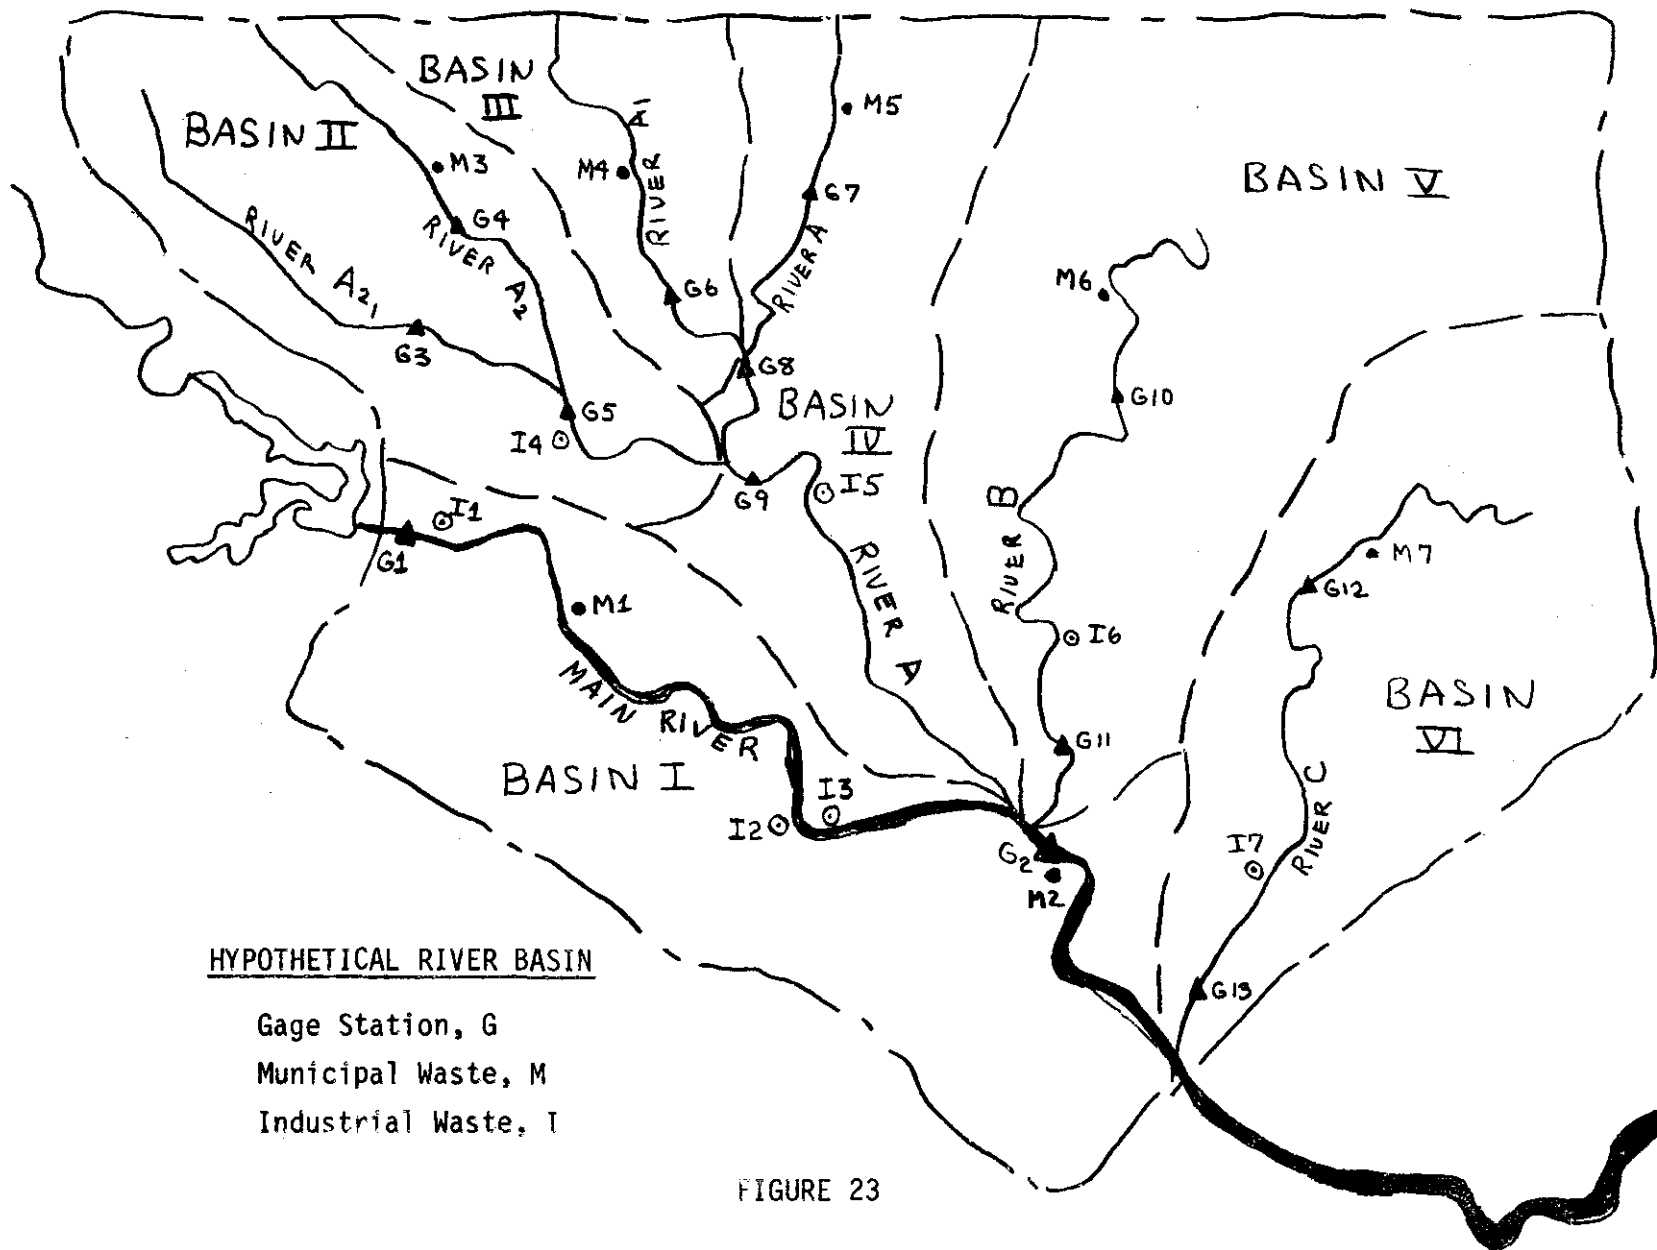 BASIN
III
BASIN II
M3
G4
RIVER A2
RIVER A21
G3
G5
I4
M4
RIVER A1
G6
M5
G7
RIVER A
G8
BASIN
IV
G9
I5
RIVER A
BASIN V
M6
G10
RIVER B
I6
G11
M7
G12
BASIN
VI
RIVER C
I7
G13
I1
G1
M1
MAIN RIVER
BASIN I
I3
I2
G2
M2
HYPOTHETICAL RIVER BASIN
Gage Station, G
Municipal Waste, M
Industrial Waste, I
FIGURE 23